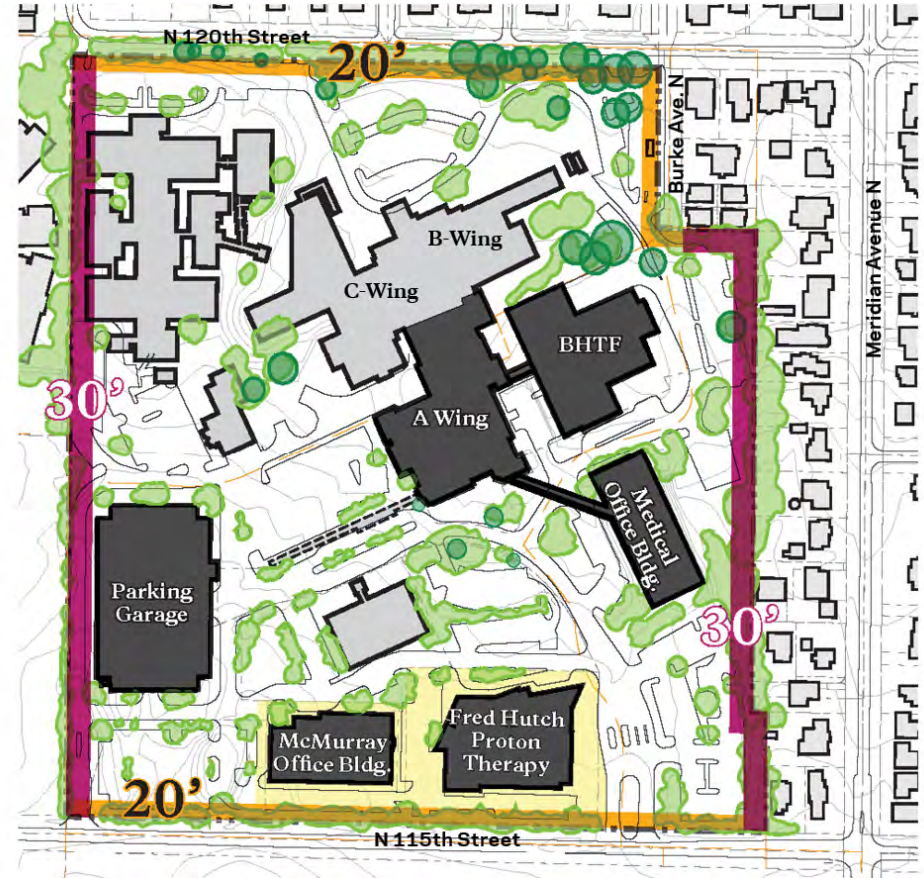 N 120th Street
20’
Burke Ave. N
Meridian Avenue N
B-Wing
C-Wing
BHTF
30’
A Wing
Medical
Office Bldg.
Parking
Garage
30’
Fred Hutch
Proton
Therapy
McMurray
Office Bldg.
20’
N 115th Street